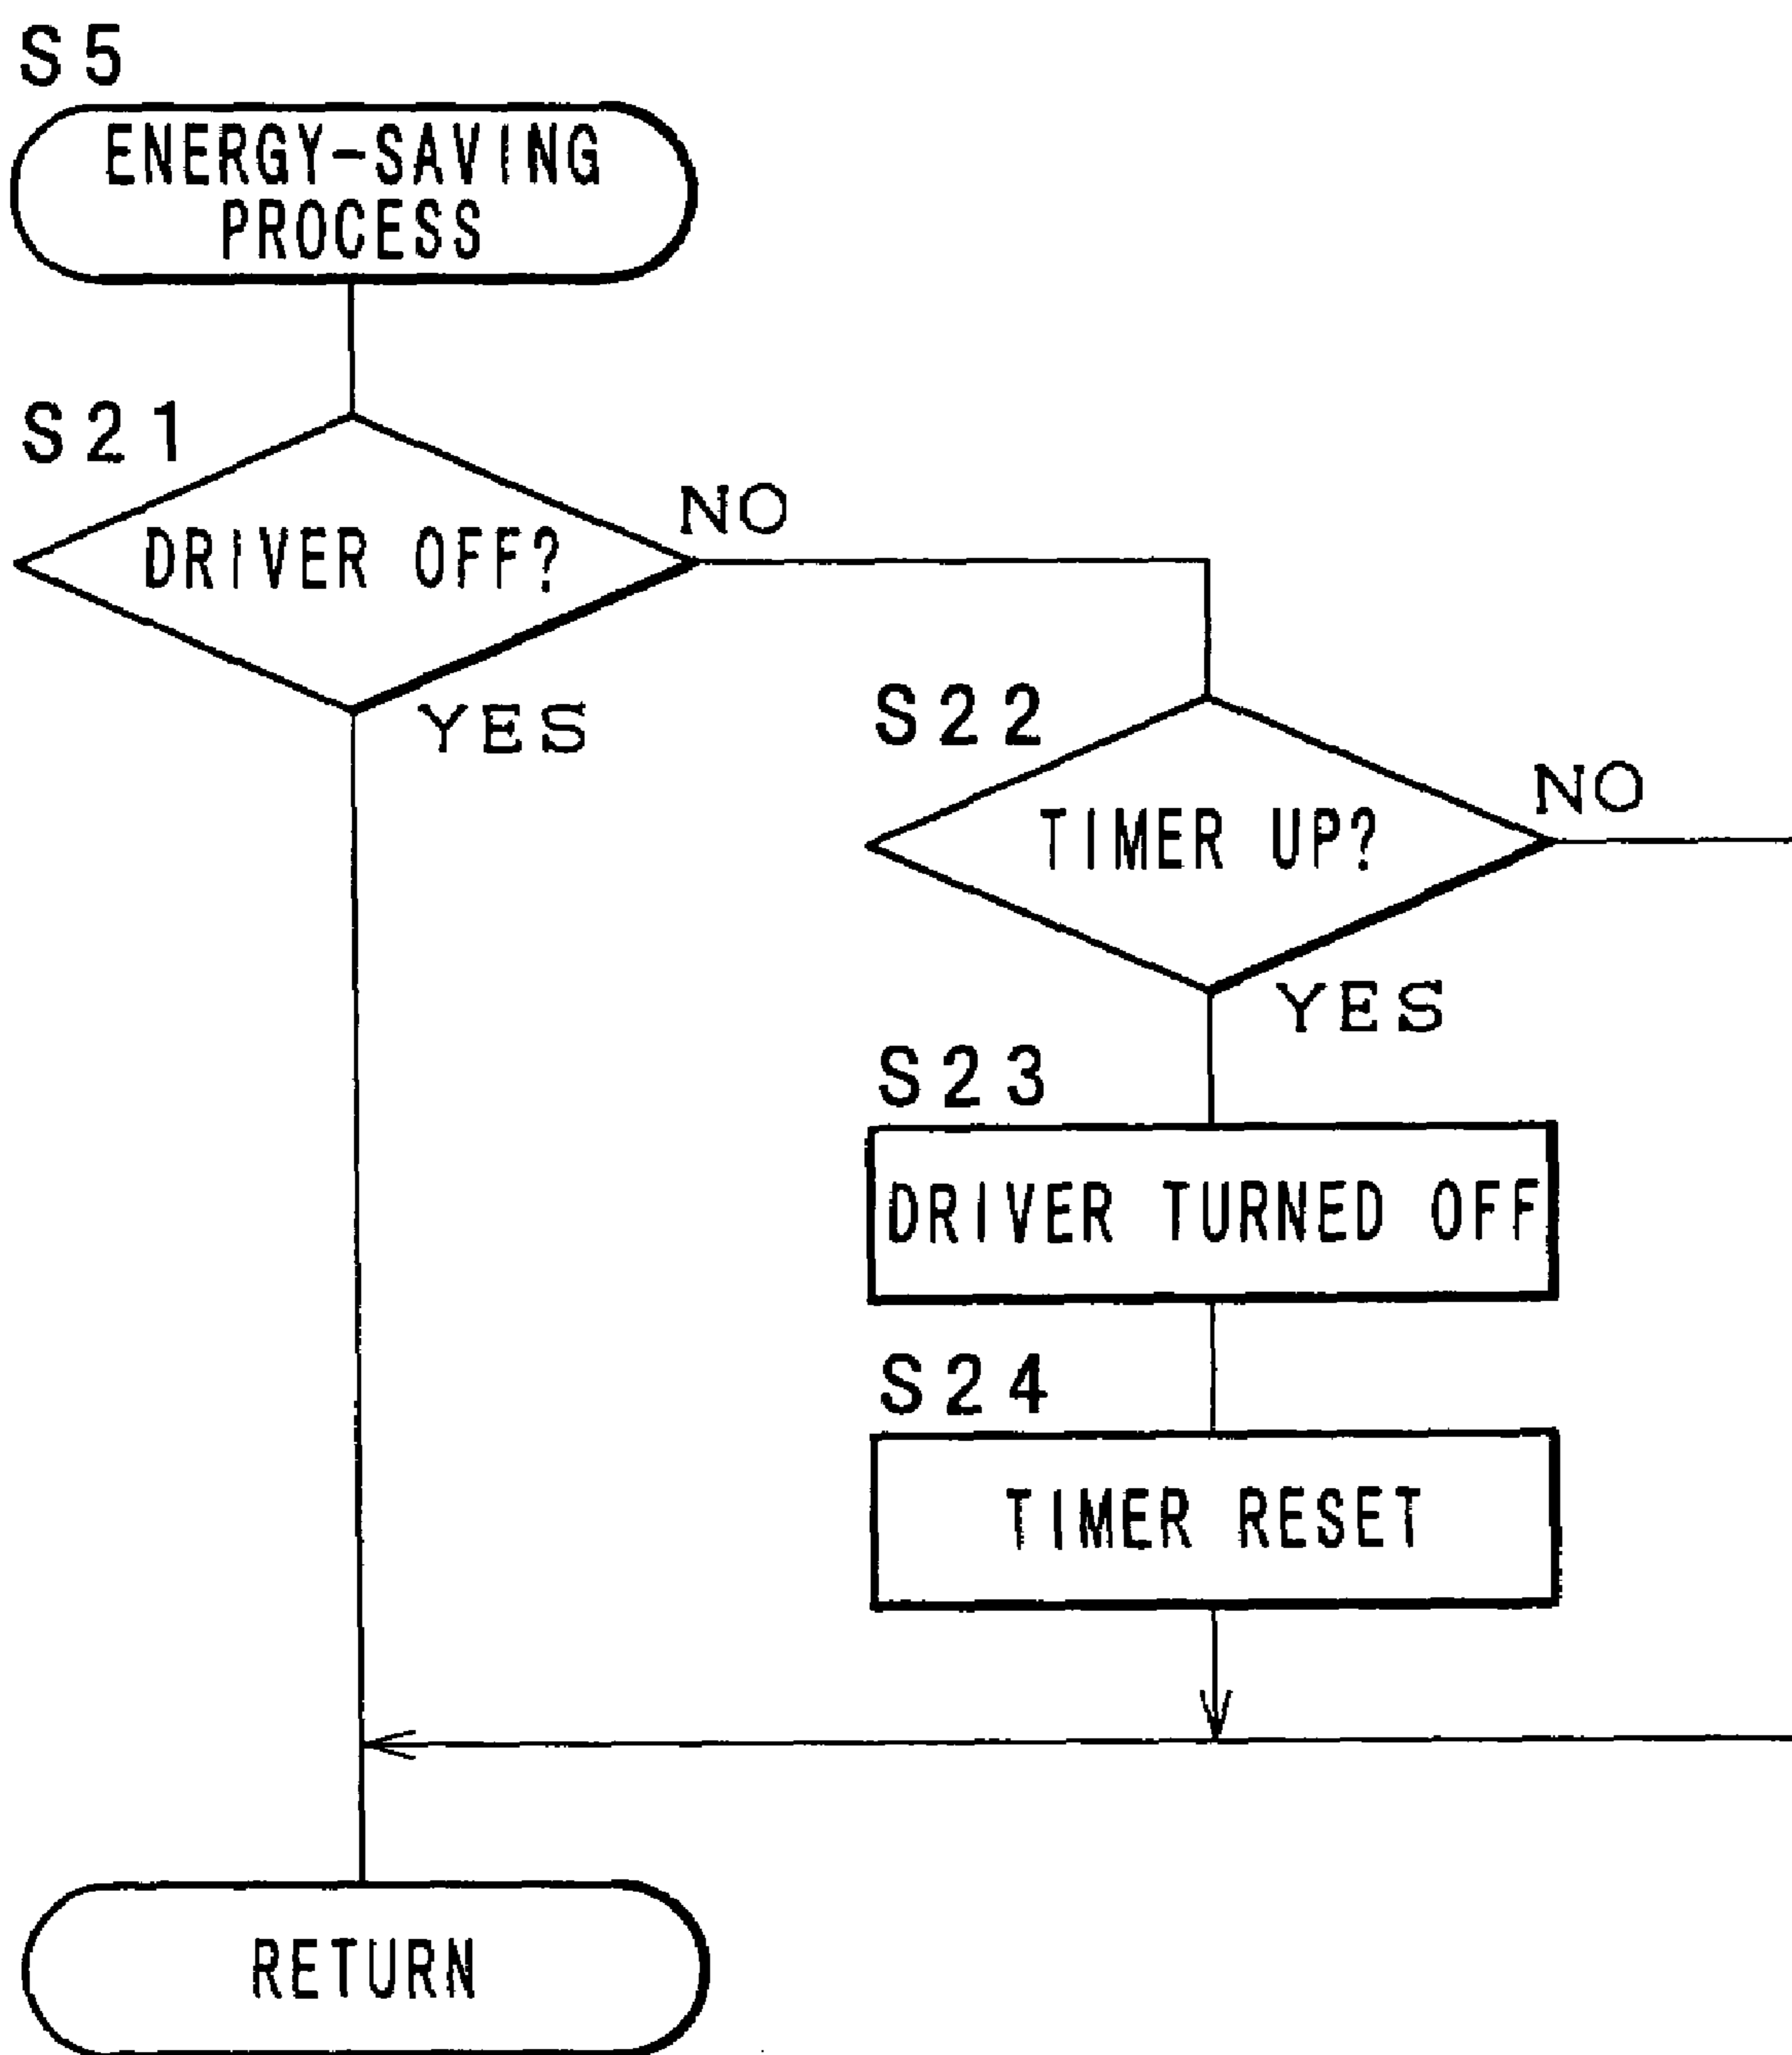 S5
ENERGY-SAVING
PROCESS
S21
DRIVER OFF?
NO
YES
S22
TIMER UP?
NO
YES
S23
DRIVER TURNED OFF
S24
TIMER RESET
RETURN